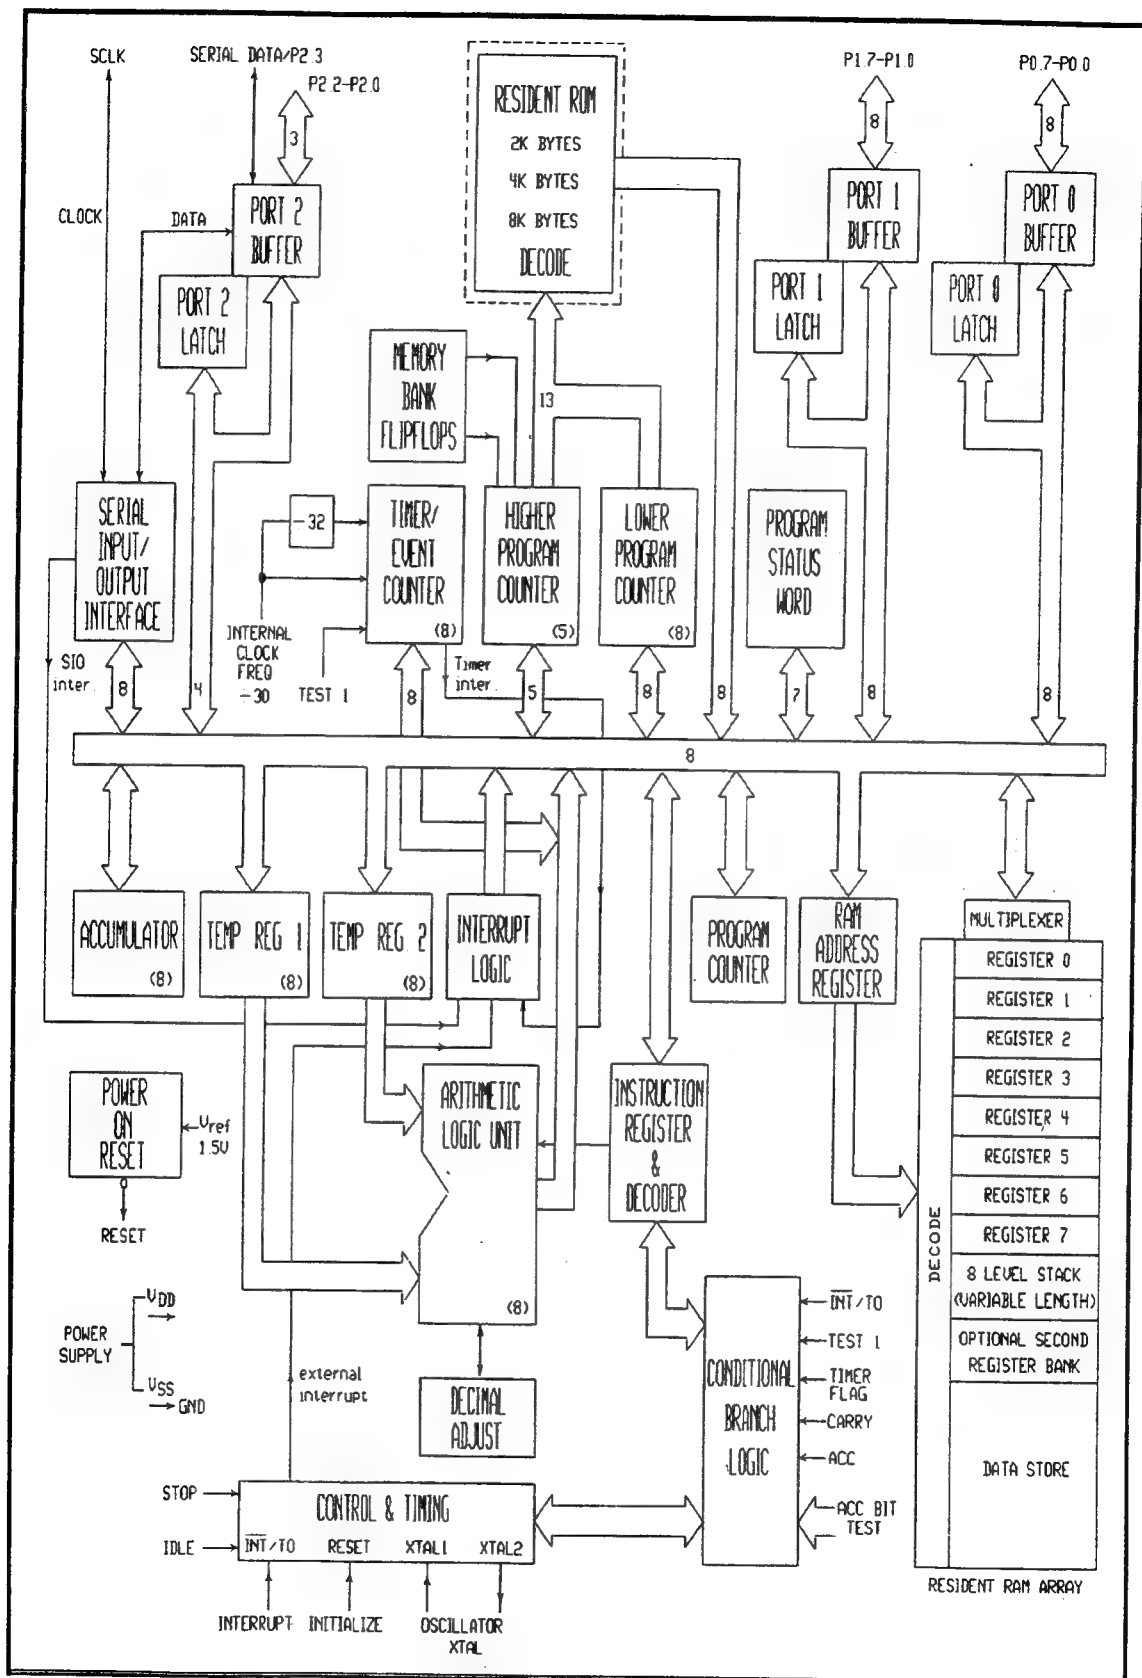 SCLK
SERIAL DATA/P2.3
P2.2-P2.0
P1.7-P1.0
P0.7-P0.0
RESIDENT ROM
2K BYTES
4K BYTES
8K BYTES
DECODE
3
8
8
CLOCK
DATA
PORT 2
BUFFER
PORT 2
LATCH
PORT 1
BUFFER
PORT 1
LATCH
PORT 0
BUFFER
PORT 0
LATCH
MEMORY
BANK
FLIPFLOPS
13
SERIAL
INPUT/
OUTPUT
INTERFACE
-32
TIMER/
EVENT
COUNTER
(8)
HIGHER
PROGRAM
COUNTER
(5)
LOWER
PROGRAM
COUNTER
(8)
PROGRAM
STATUS
WORD
INTERNAL
CLOCK
FREQ
-30
TEST 1
SIO
inter.
Timer
inter.
8
4
8
5
8
8
7
8
8
8
ACCUMULATOR
(8)
TEMP REG 1
(8)
TEMP REG 2
(8)
INTERRUPT
LOGIC
PROGRAM
COUNTER
RAM
ADDRESS
REGISTER
MULTIPLEXER
REGISTER 0
REGISTER 1
REGISTER 2
REGISTER 3
REGISTER 4
REGISTER 5
REGISTER 6
REGISTER 7
8 LEVEL STACK
(VARIABLE LENGTH)
OPTIONAL SECOND
REGISTER BANK
DATA STORE
DECODE
RESIDENT RAM ARRAY
POWER
ON
RESET
Vref
1.5V
RESET
ARITHMETIC
LOGIC UNIT
(8)
INSTRUCTION
REGISTER
&
DECODER
POWER
SUPPLY
VDD
VSS
GND
external
interrupt
DECIMAL
ADJUST
CONDITIONAL
BRANCH
LOGIC
INT/TO
TEST 1
TIMER
FLAG
CARRY
ACC
ACC BIT
TEST
STOP
IDLE
CONTROL & TIMING
INT/TO RESET XTAL1 XTAL2
INTERRUPT INITIALIZE OSCILLATOR
XTAL